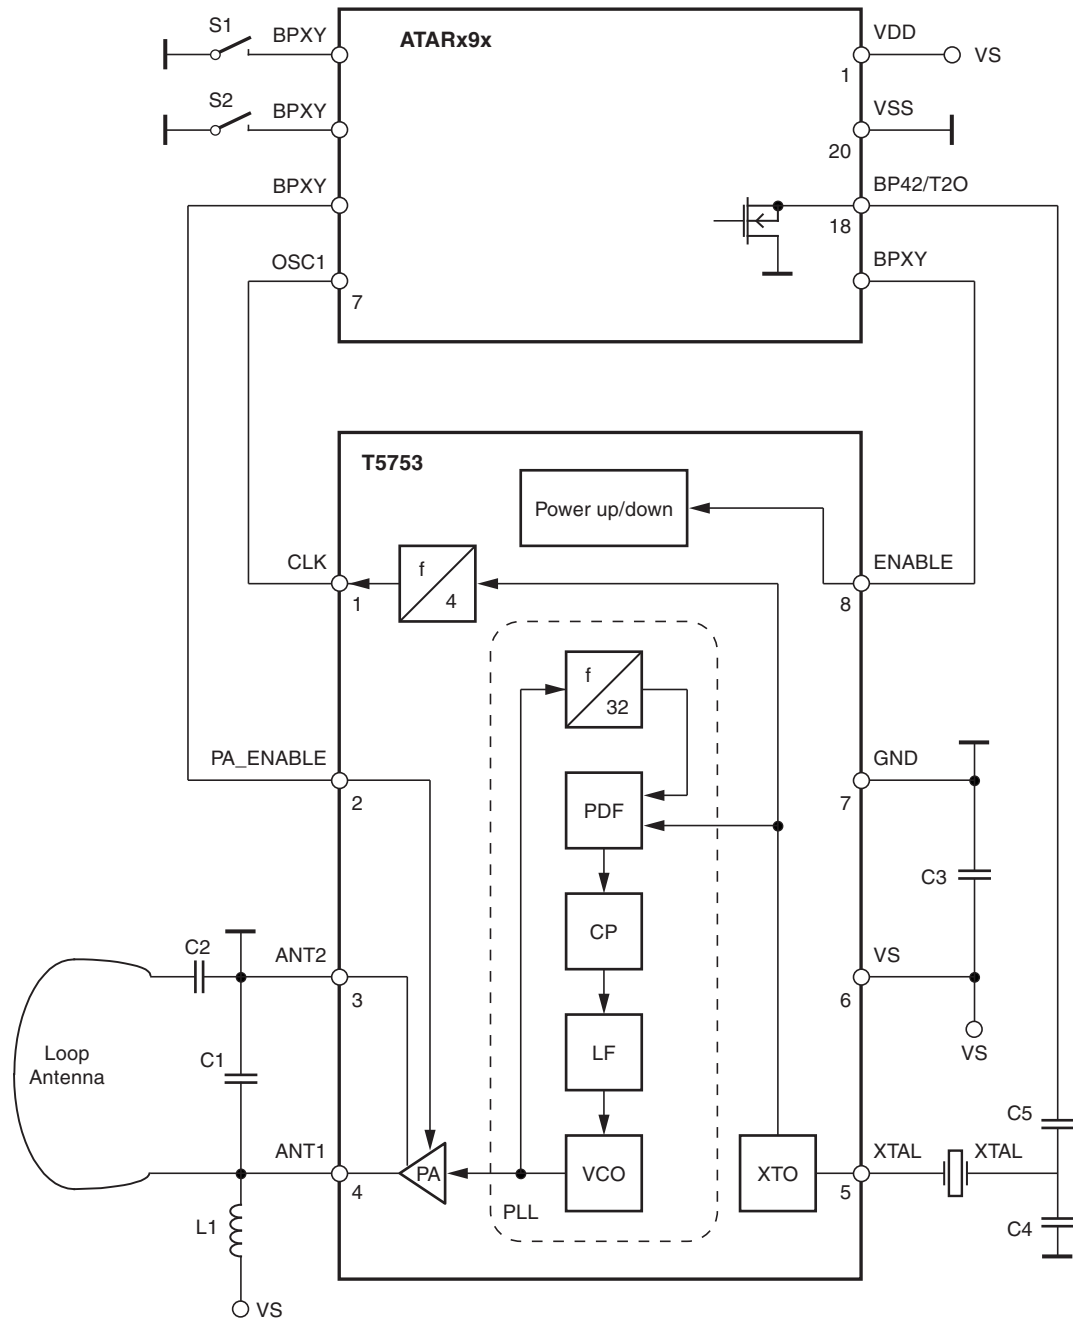 S1
BPXY
ATARx9x
VDD
VS
1
S2
BPXY
VSS
20
BPXY
BP42/T2O
18
OSC1
BPXY
7
T5753
Power up/down
CLK
f
4
ENABLE
1
8
f
32
PA_ENABLE
GND
2
PDF
7
C3
C2
ANT2
CP
VS
3
6
Loop
Antenna
C1
LF
VS
C5
ANT1
PA
VCO
XTO
XTAL
XTAL
4
5
PLL
L1
C4
VS